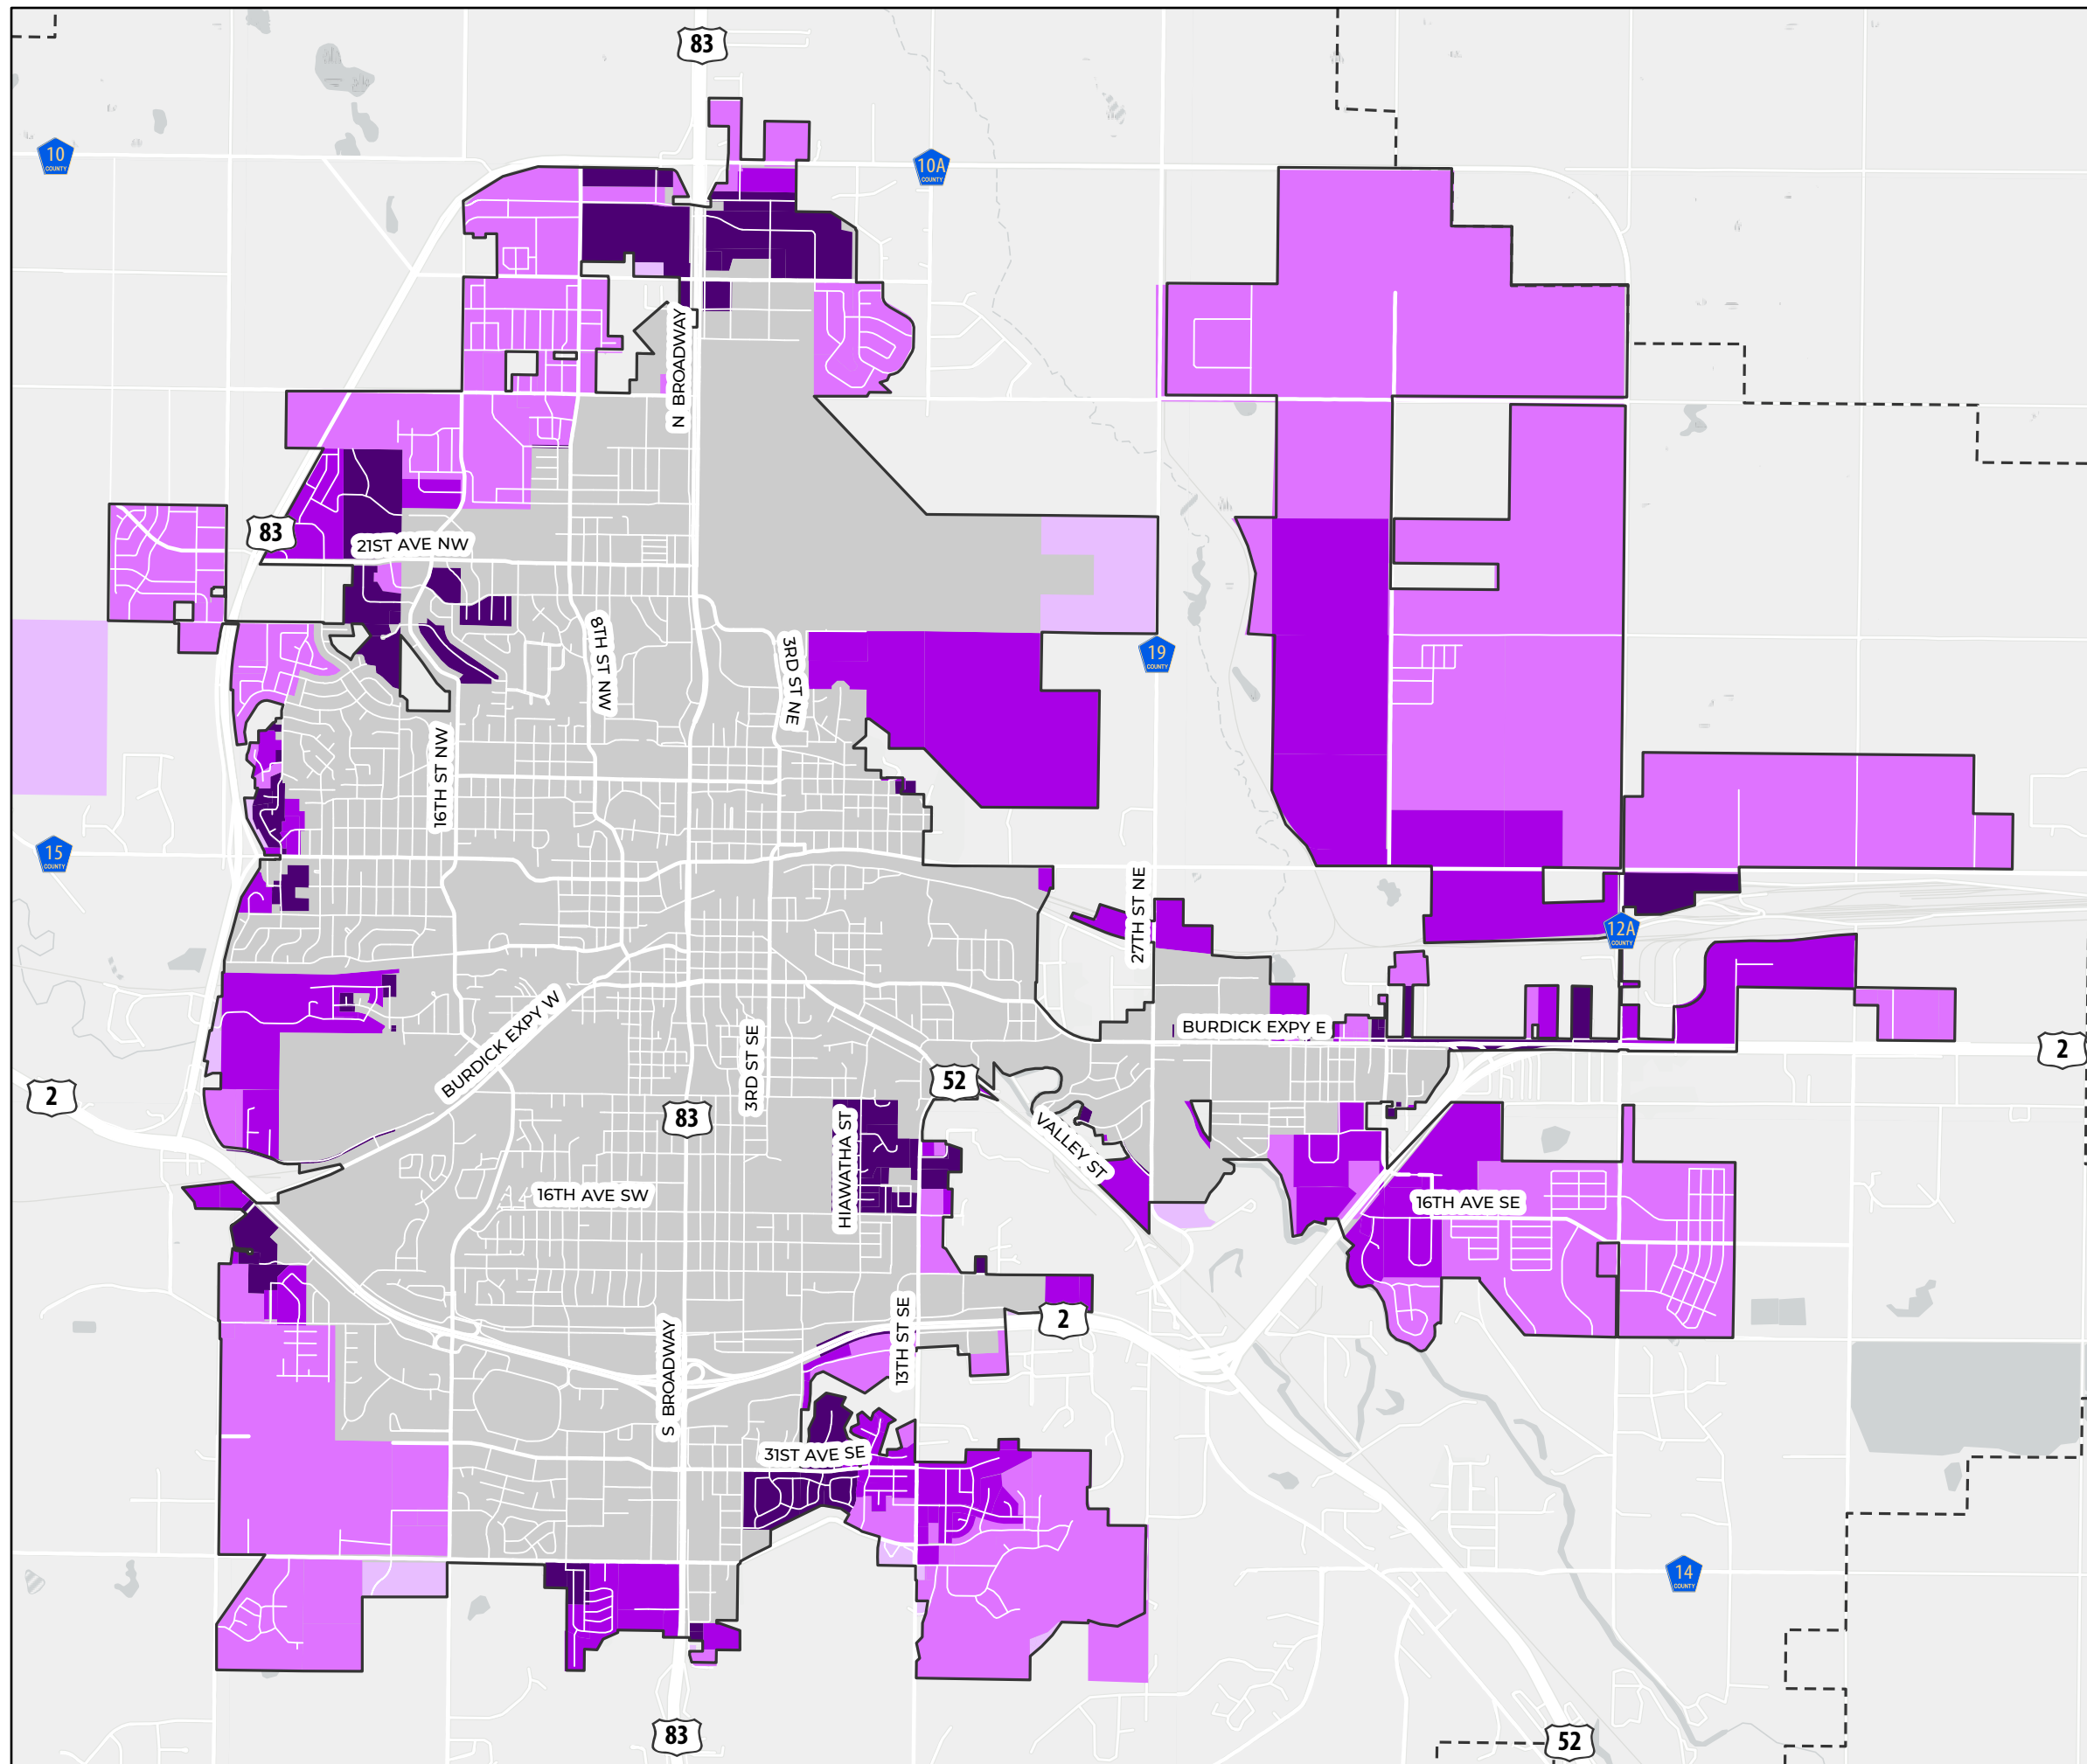 83
10
COUNTY
10A
COUNTY
N BROADWAY
83
21ST AVE NW
8TH ST NW
3RD ST NE
19
COUNTY
16TH ST NW
15
COUNTY
27TH ST NE
12A
COUNTY
BURDICK EXPY W
BURDICK EXPY E
2
2
3RD ST SE
52
83
HIAWATHA ST
VALLEY ST
16TH AVE SW
16TH AVE SE
2
13TH ST SE
S BROADWAY
31ST AVE SE
14
COUNTY
83
52